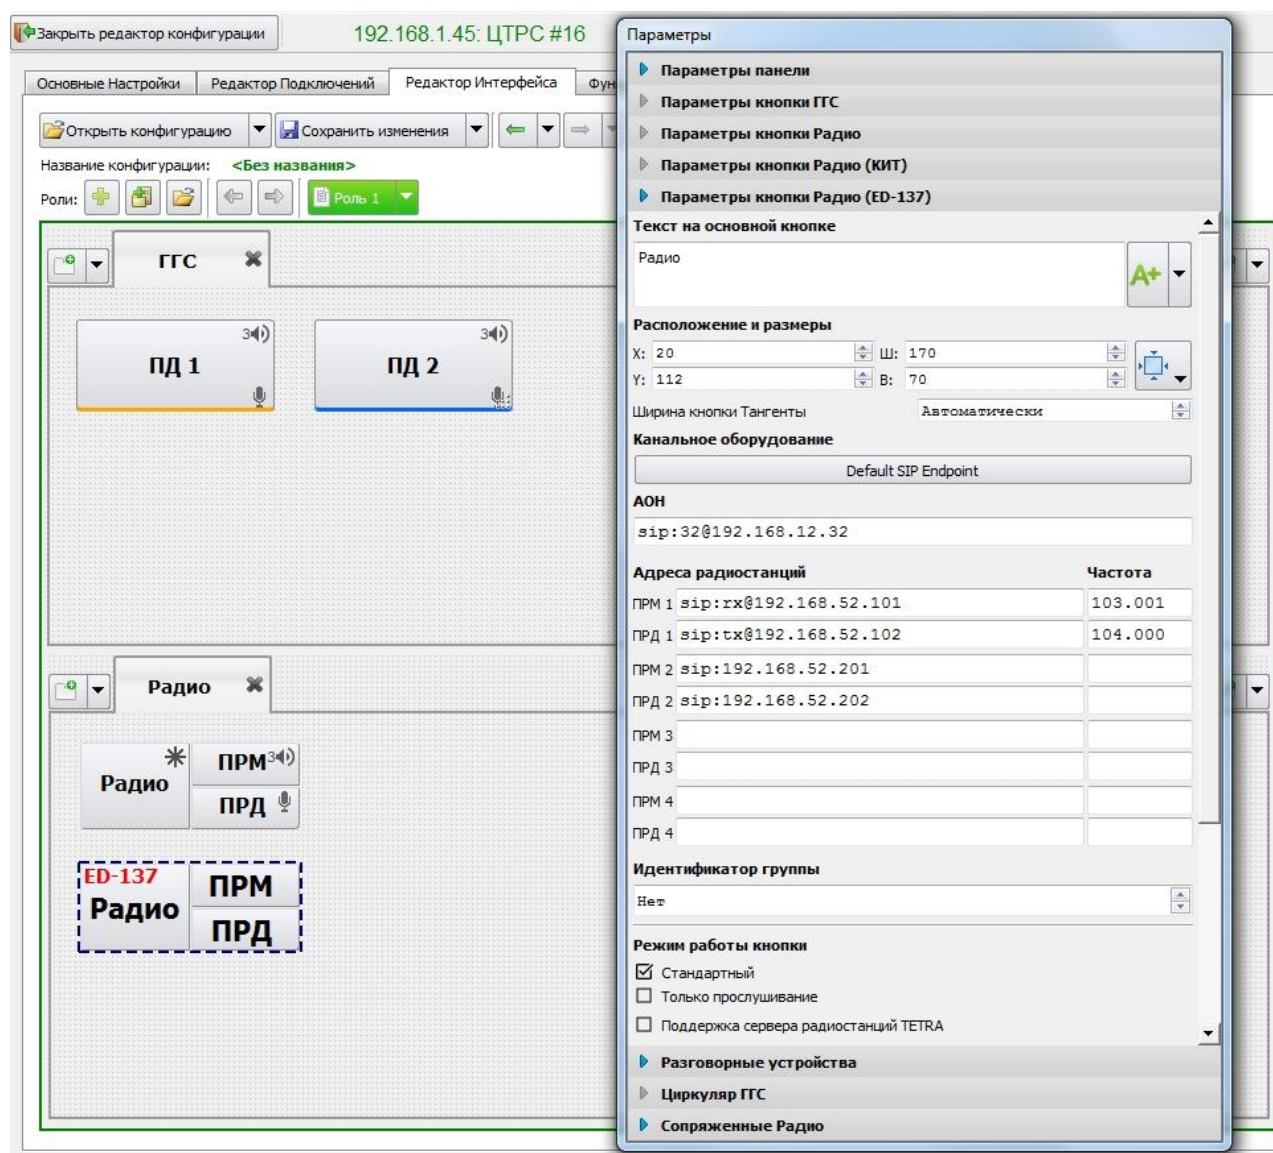 Закрыть редактор конфигурации
192.168.1.45: ЦТРС #16
Основные Настройки
Редактор Подключений
Редактор Интерфейса
Фун
Открыть конфигурацию
Сохранить изменения
Название конфигурации: <Без названия>
Роли:
Роль 1
ГГС
ПД 1
3
ПД 2
3
Радио
Радио
ПРМ
3
ПРД
ED-137
Радио
ПРМ
ПРД
Параметры
Параметры панели
Параметры кнопки ГГС
Параметры кнопки Радио
Параметры кнопки Радио (КИТ)
Параметры кнопки Радио (ED-137)
Текст на основной кнопке
Радио
A+
Расположение и размеры
X: 20 Ш: 170
Y: 112 В: 70
Ширина кнопки Тангенты Автоматически
Канальное оборудование
Default SIP Endpoint
АОН
sip:32@192.168.12.32
Адреса радиостанций Частота
ПРМ 1 sip:rx@192.168.52.101 103.001
ПРД 1 sip:tx@192.168.52.102 104.000
ПРМ 2 sip:192.168.52.201
ПРД 2 sip:192.168.52.202
ПРМ 3
ПРД 3
ПРМ 4
ПРД 4
Идентификатор группы
Нет
Режим работы кнопки
Стандартный
Только прослушивание
Поддержка сервера радиостанций TETRA
Разговорные устройства
Циркуляр ГГС
Сопряженные Радио